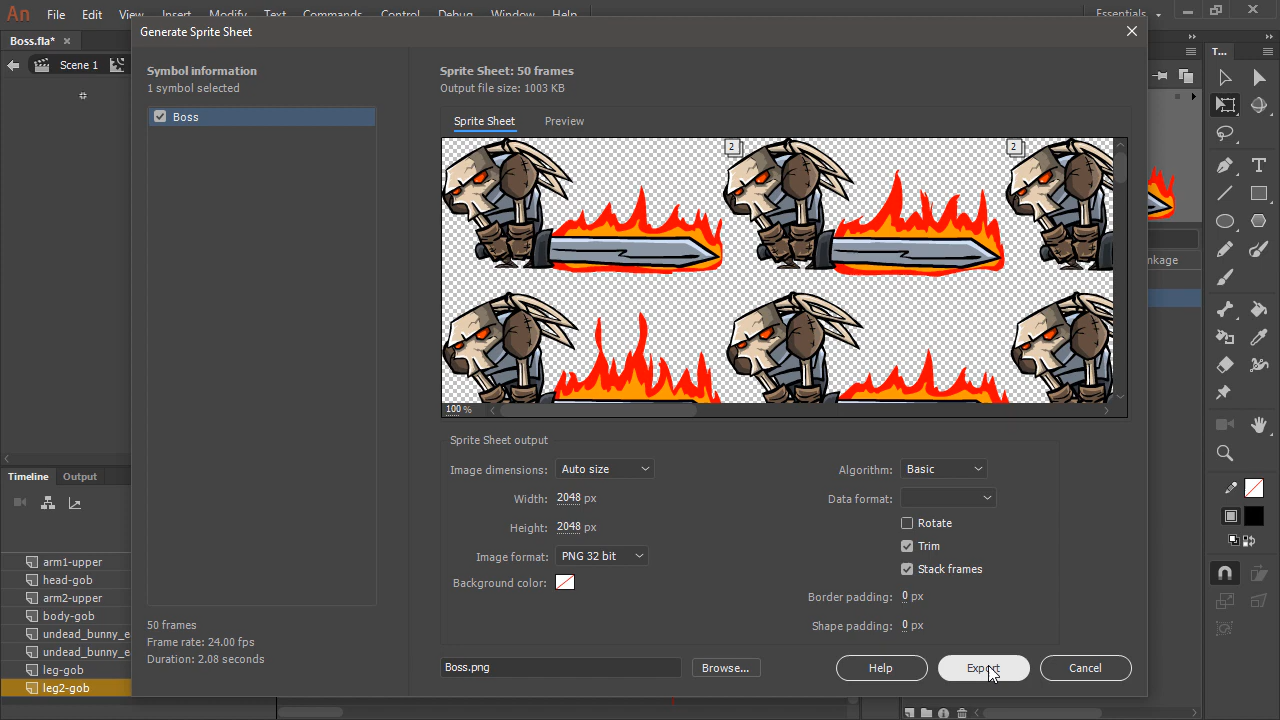 An File Edit View Insert Modify Text Commands Control Debug Window Help Essentials
Generate Sprite Sheet
Boss.fla* ×
Scene 1
Symbol information
1 symbol selected
Boss
Sprite Sheet: 50 frames
Output file size: 1003 KB
Sprite Sheet Preview
2 2
100 %
T...
nkage
Sprite Sheet output
Image dimensions: Auto size
Width: 2048 px
Height: 2048 px
Image format: PNG 32 bit
Background color:
Algorithm: Basic
Data format:
Rotate
Trim
Stack frames
Border padding: 0 px
Shape padding: 0 px
Timeline Output
arm1-upper
head-gob
arm2-upper
body-gob
undead_bunny_e
undead_bunny_e
leg-gob
leg2-gob
50 frames
Frame rate: 24.00 fps
Duration: 2.08 seconds
Boss.png Browse... Help Export Cancel